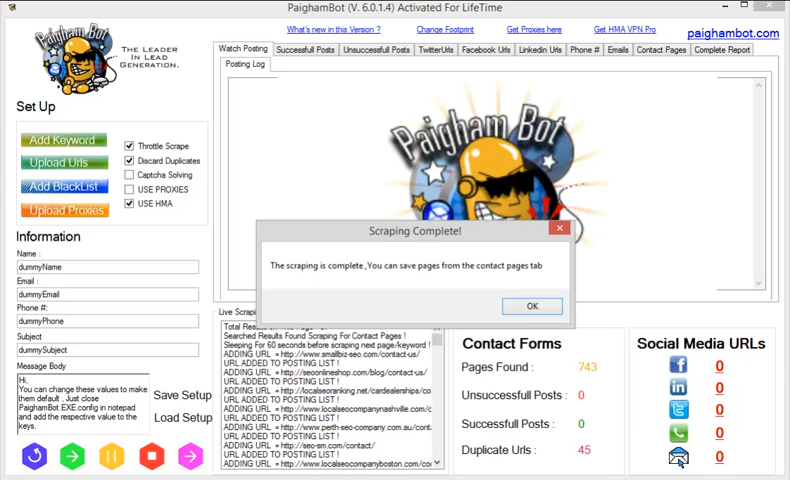 PaighamBot (V. 6.0.1.4) Activated For LifeTime
What's new in this Version ?
Change Footprint
Get Proxies here
Get HMA VPN Pro
paighambot.com
THE LEADER
IN LEAD
GENERATION.
Watch Posting
Successfull Posts
Unsuccessfull Posts
TwitterUrls
Facebook Urls
Linkedin Urls
Phone #
Emails
Contact Pages
Complete Report
Posting Log
Paigham Bot
Set Up
Add Keyword
Upload Urls
Add BlackList
Upload Proxies
Throttle Scrape
Discard Duplicates
Captcha Solving
USE PROXIES
USE HMA
Information
Name :
dummyName
Email :
dummyEmail
Phone #:
dummyPhone
Subject
dummySubject
Message Body
Hi,
You can change these values to make
them default , Just close
PaighamBot.EXE.config in notepad
and add the respective value to the
keys.
Save Setup
Load Setup
Scraping Complete!
The scraping is complete ,You can save pages from the contact pages tab
OK
Live Scrapi
Searched Results Found Scraping For Contact Pages !
Sleeping For 60 seconds before scraping next page/keyword !
ADDING URL = http://www.smallbiz-seo.com/contact-us/
URL ADDED TO POSTING LIST !
ADDING URL = http://seoonlineshop.com/blog/contact-us/
URL ADDED TO POSTING LIST !
ADDING URL = http://localseoranking.net/cardealerships/co
URL ADDED TO POSTING LIST !
ADDING URL = http://www.localseocompanynashville.com/c
URL ADDED TO POSTING LIST !
ADDING URL = http://www.perth-seo-company.com.au/cont
URL ADDED TO POSTING LIST !
ADDING URL = http://seo-sm.com/contact/
URL ADDED TO POSTING LIST !
ADDING URL = http://www.localseocompanyboston.com/co
Contact Forms
Pages Found : 743
Unsuccessful Posts : 0
Successful Posts : 0
Duplicate Urls : 45
Social Media URLs
0
0
0
0
0